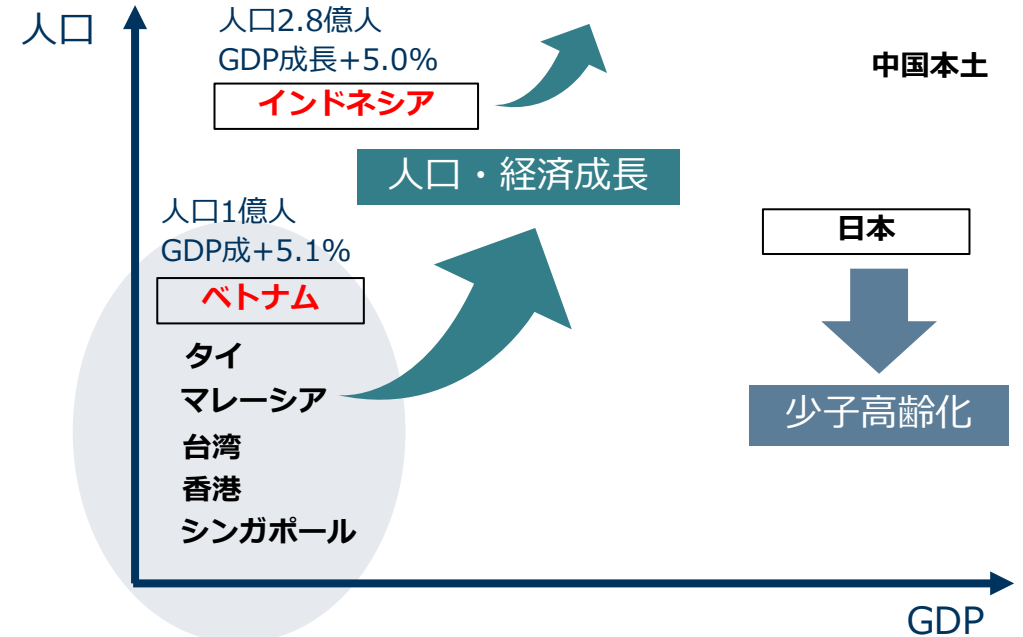 人口
人口2.8億人
GDP成長+5.0%
インドネシア
中国本土
人口・経済成長
人口1億人
GDP成+5.1%
ベトナム
日本
タイ
マレーシア
台湾
香港
シンガポール
少子高齢化
GDP